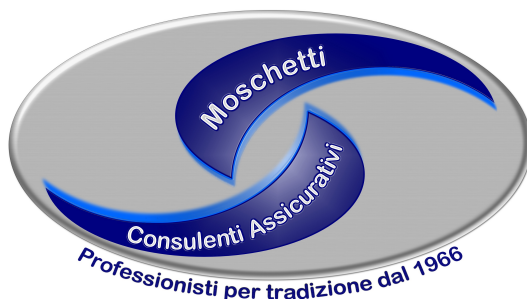 Moschetti
Consulenti Assicurativi
Professionisti per tradizione dal 1966